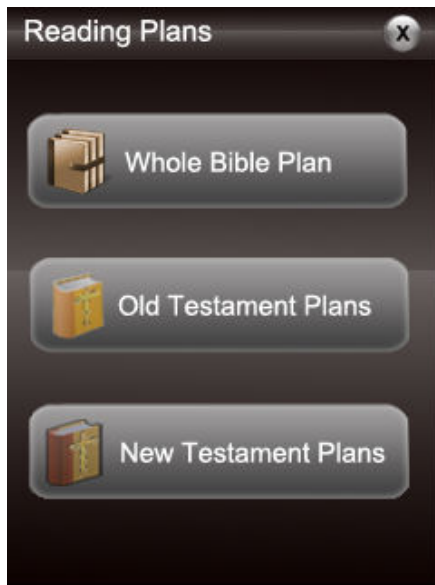 Reading Plans
X
Whole Bible Plan
Old Testament Plans
New Testament Plans